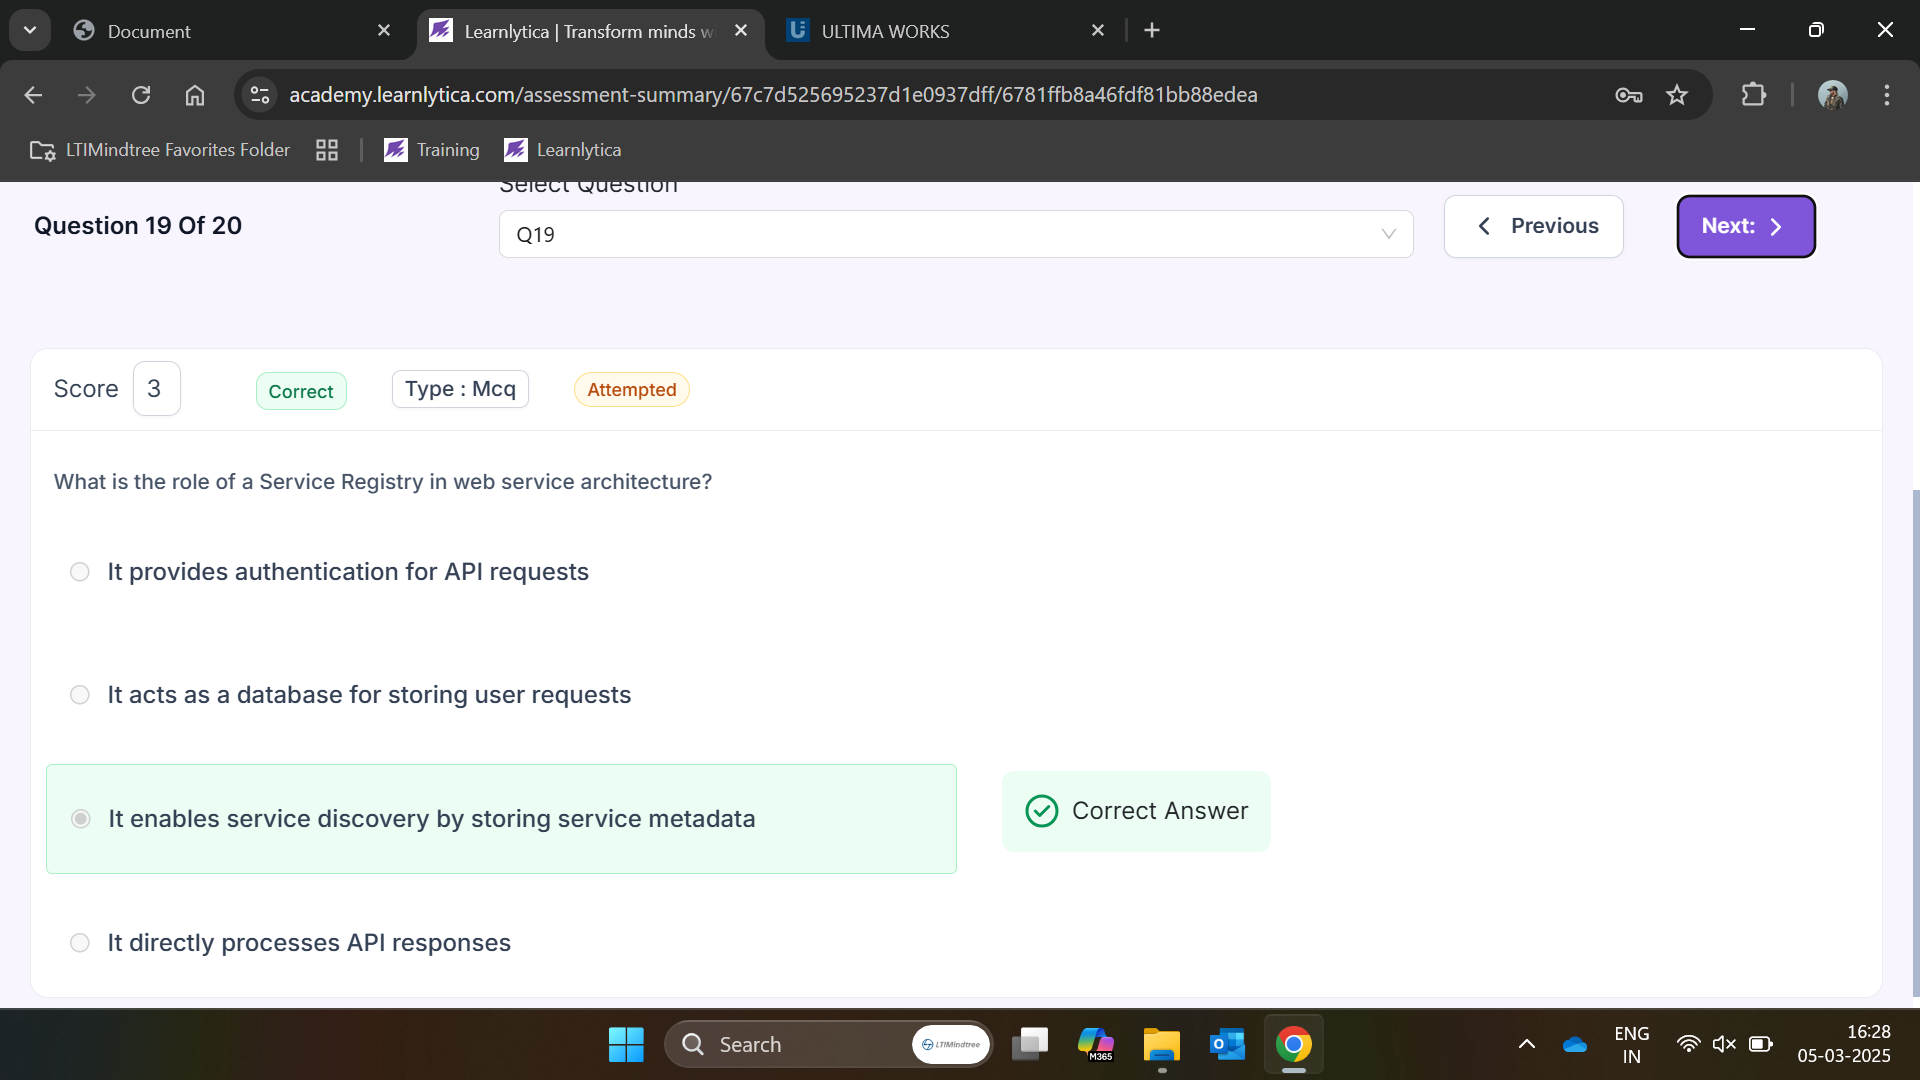 Document
Learnlytica | Transform minds w
ULTIMA WORKS
academy.learnlytica.com/assessment-summary/67c7d525695237d1e0937dff/6781ffb8a46fdf81bb88edea
LTIMindtree Favorites Folder
Training
Learnlytica
Select Question
Question 19 Of 20
Q19
Previous
Next:
Score 3
Correct
Type : Mcq
Attempted
What is the role of a Service Registry in web service architecture?
It provides authentication for API requests
It acts as a database for storing user requests
It enables service discovery by storing service metadata
Correct Answer
It directly processes API responses
Search
LTIMindtree
M365
ENG
IN
16:28
05-03-2025